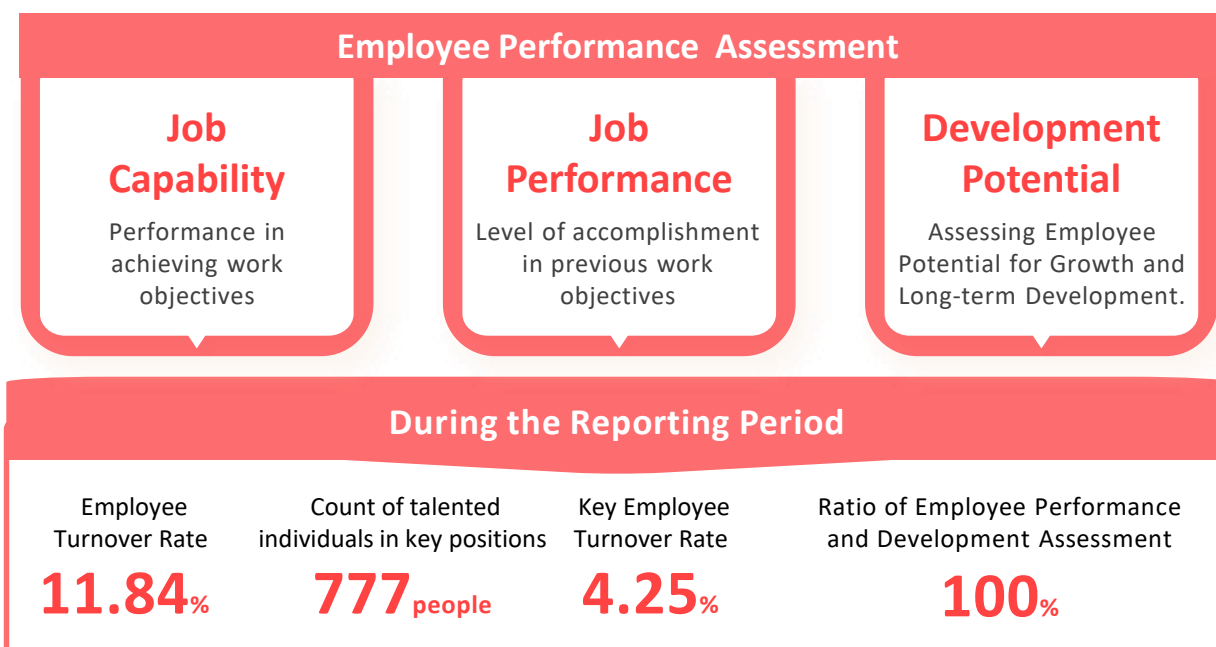 Employee Performance Assessment
Job
Capability
Performance in
achieving work
objectives
Job
Performance
Level of accomplishment
in previous work
objectives
Development
Potential
Assessing Employee
Potential for Growth and
Long-term Development.
During the Reporting Period
Employee
Turnover Rate
11.84%
Count of talented
individuals in key positions
777people
Key Employee
Turnover Rate
4.25%
Ratio of Employee Performance
and Development Assessment
100%